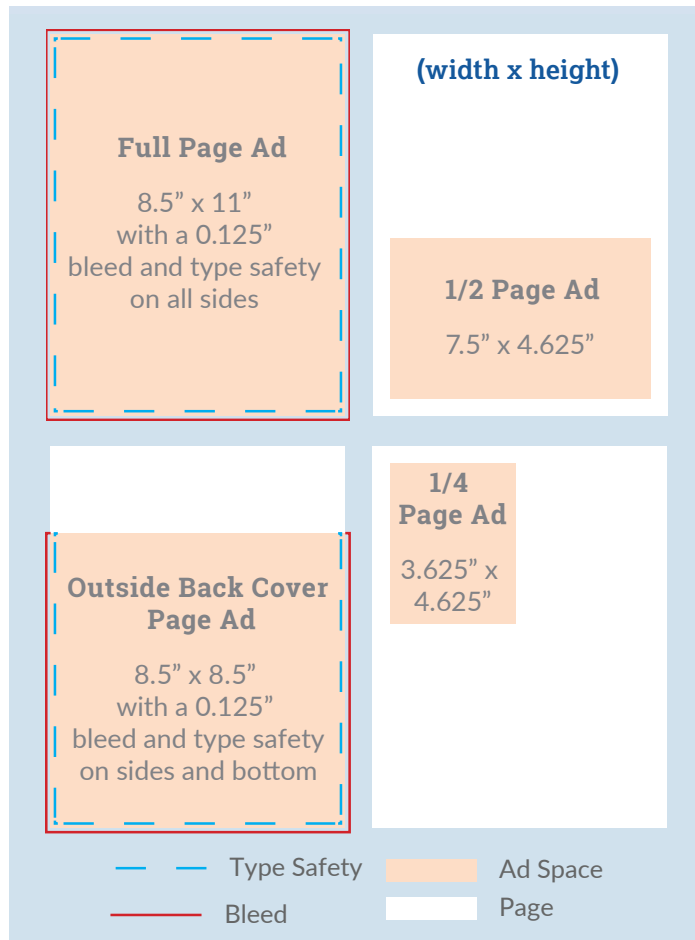 Full Page Ad
8.5” x 11”
with a 0.125”
bleed and type safety
on all sides
(width x height)
1/2 Page Ad
7.5” x 4.625”
Outside Back Cover
Page Ad
8.5” x 8.5”
with a 0.125”
bleed and type safety
on sides and bottom
1/4
Page Ad
3.625” x
4.625”
Type Safety
Ad Space
Bleed
Page